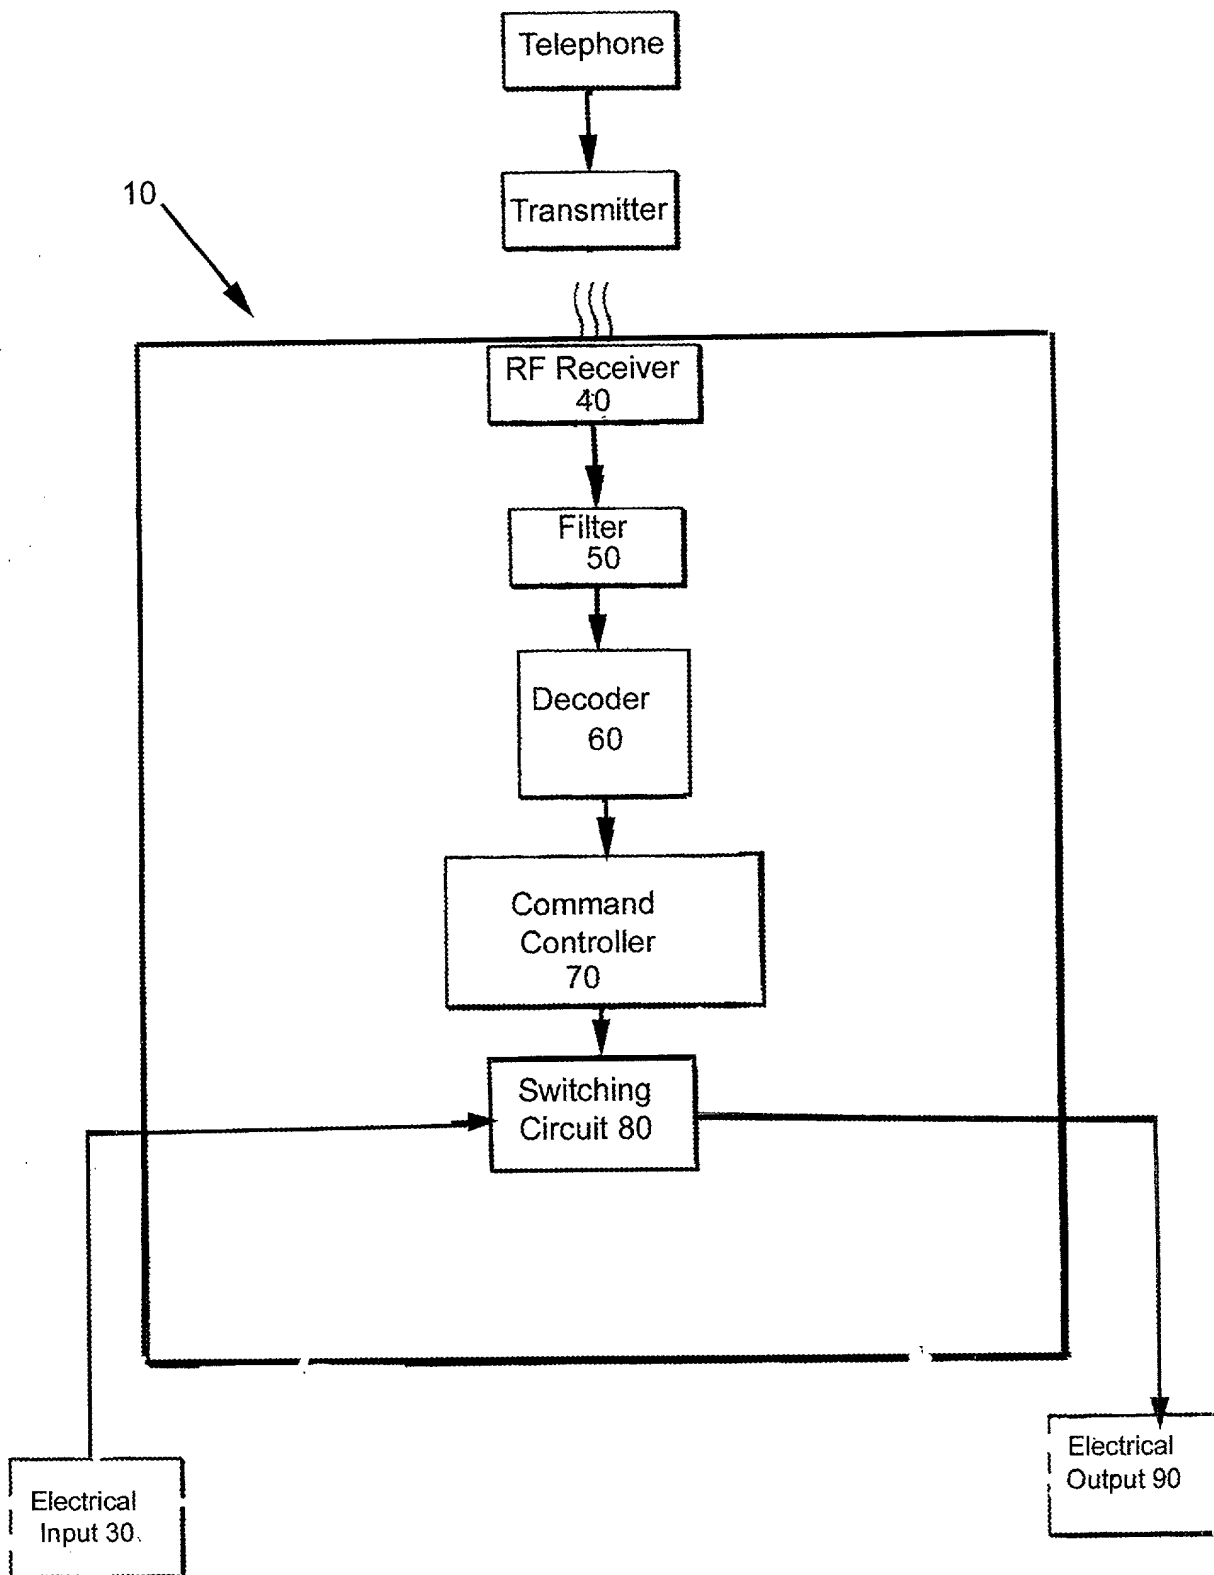 Telephone
10
Transmitter
RF Receiver
40
Filter
50
Decoder
60
Command
Controller
70
Switching
Circuit 80
Electrical
Output 90
Electrical
Input 30